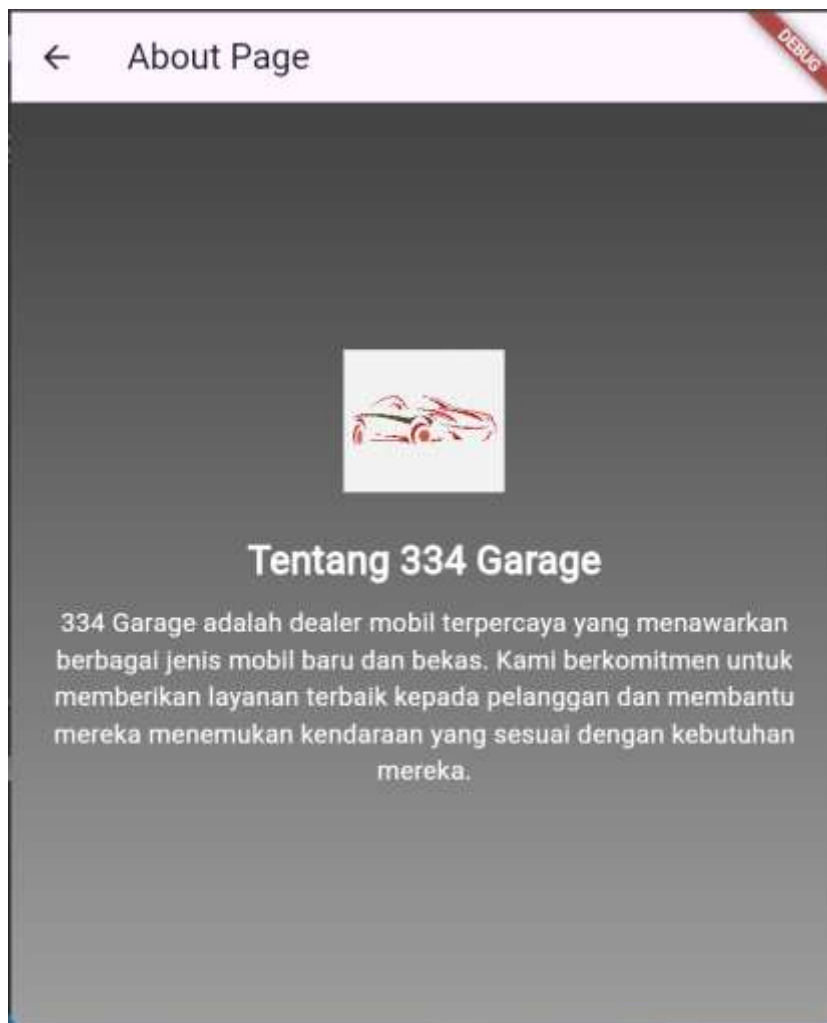 About Page
DEBUG
Tentang 334 Garage
334 Garage adalah dealer mobil terpercaya yang menawarkan
berbagai jenis mobil baru dan bekas. Kami berkomitmen untuk
memberikan layanan terbaik kepada pelanggan dan membantu
mereka menemukan kendaraan yang sesuai dengan kebutuhan
mereka.